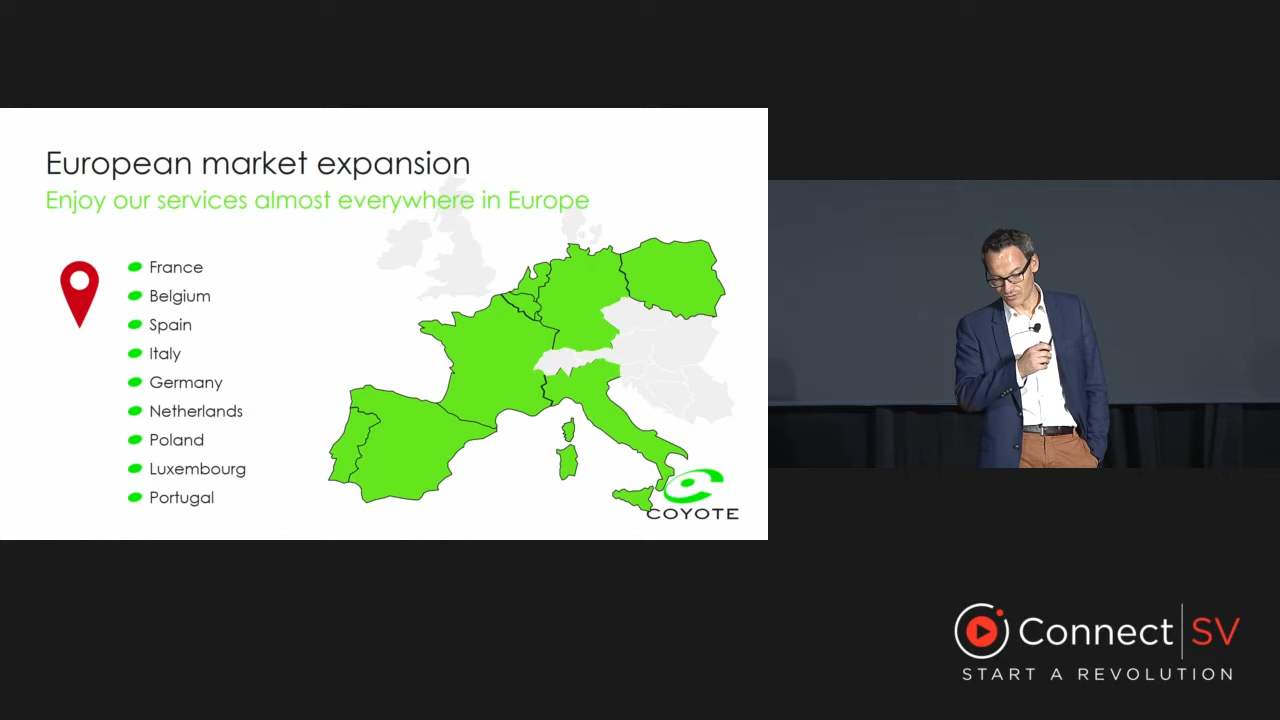 European market expansion
Enjoy our services almost everywhere in Europe
France
Belgium
Spain
Italy
Germany
Netherlands
Poland
Luxembourg
Portugal
COYOTE
Connect SV
START A REVOLUTION